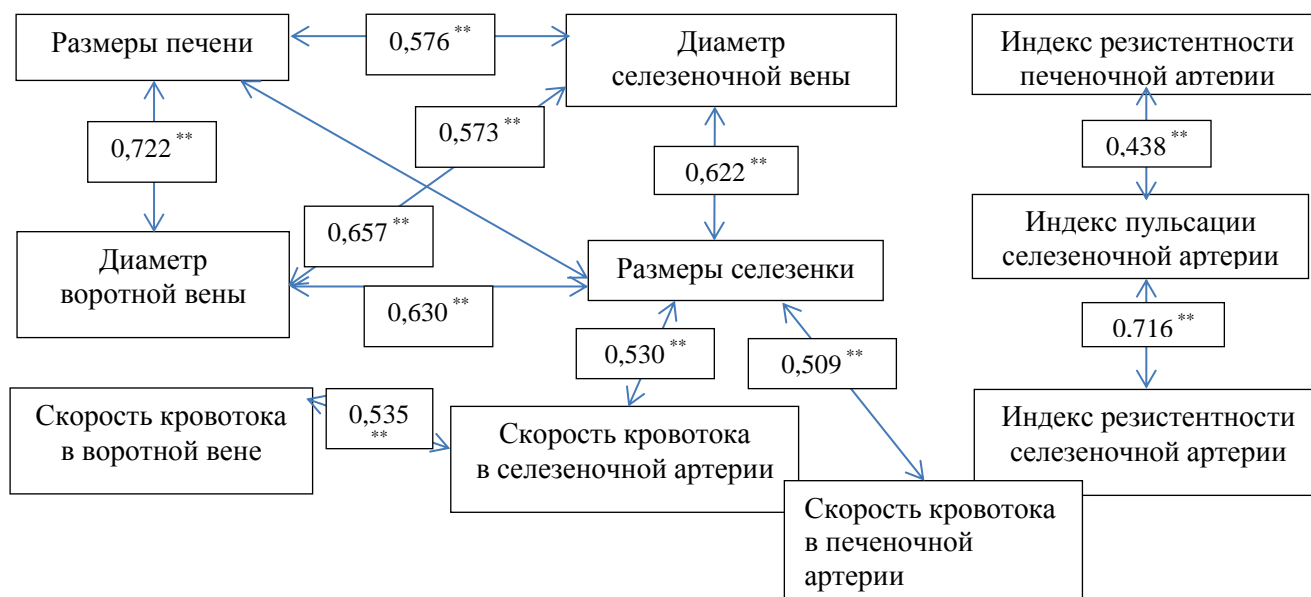 Размеры печени
0,576 **
Диаметр
селезеночной вены
Индекс резистентности
печеночной артерии
0,722 **
0,573 **
0,622 **
0,438 **
0,657 **
Диаметр
воротной вены
Размеры селезенки
Индекс пульсации
селезеночной артерии
0,630 **
0,530 **
0,509 **
0,716 **
Скорость кровотока
в воротной вене
0,535
**
Скорость кровотока
в селезеночной артерии
Индекс резистентности
селезеночной артерии
Скорость кровотока
в печеночной
артерии